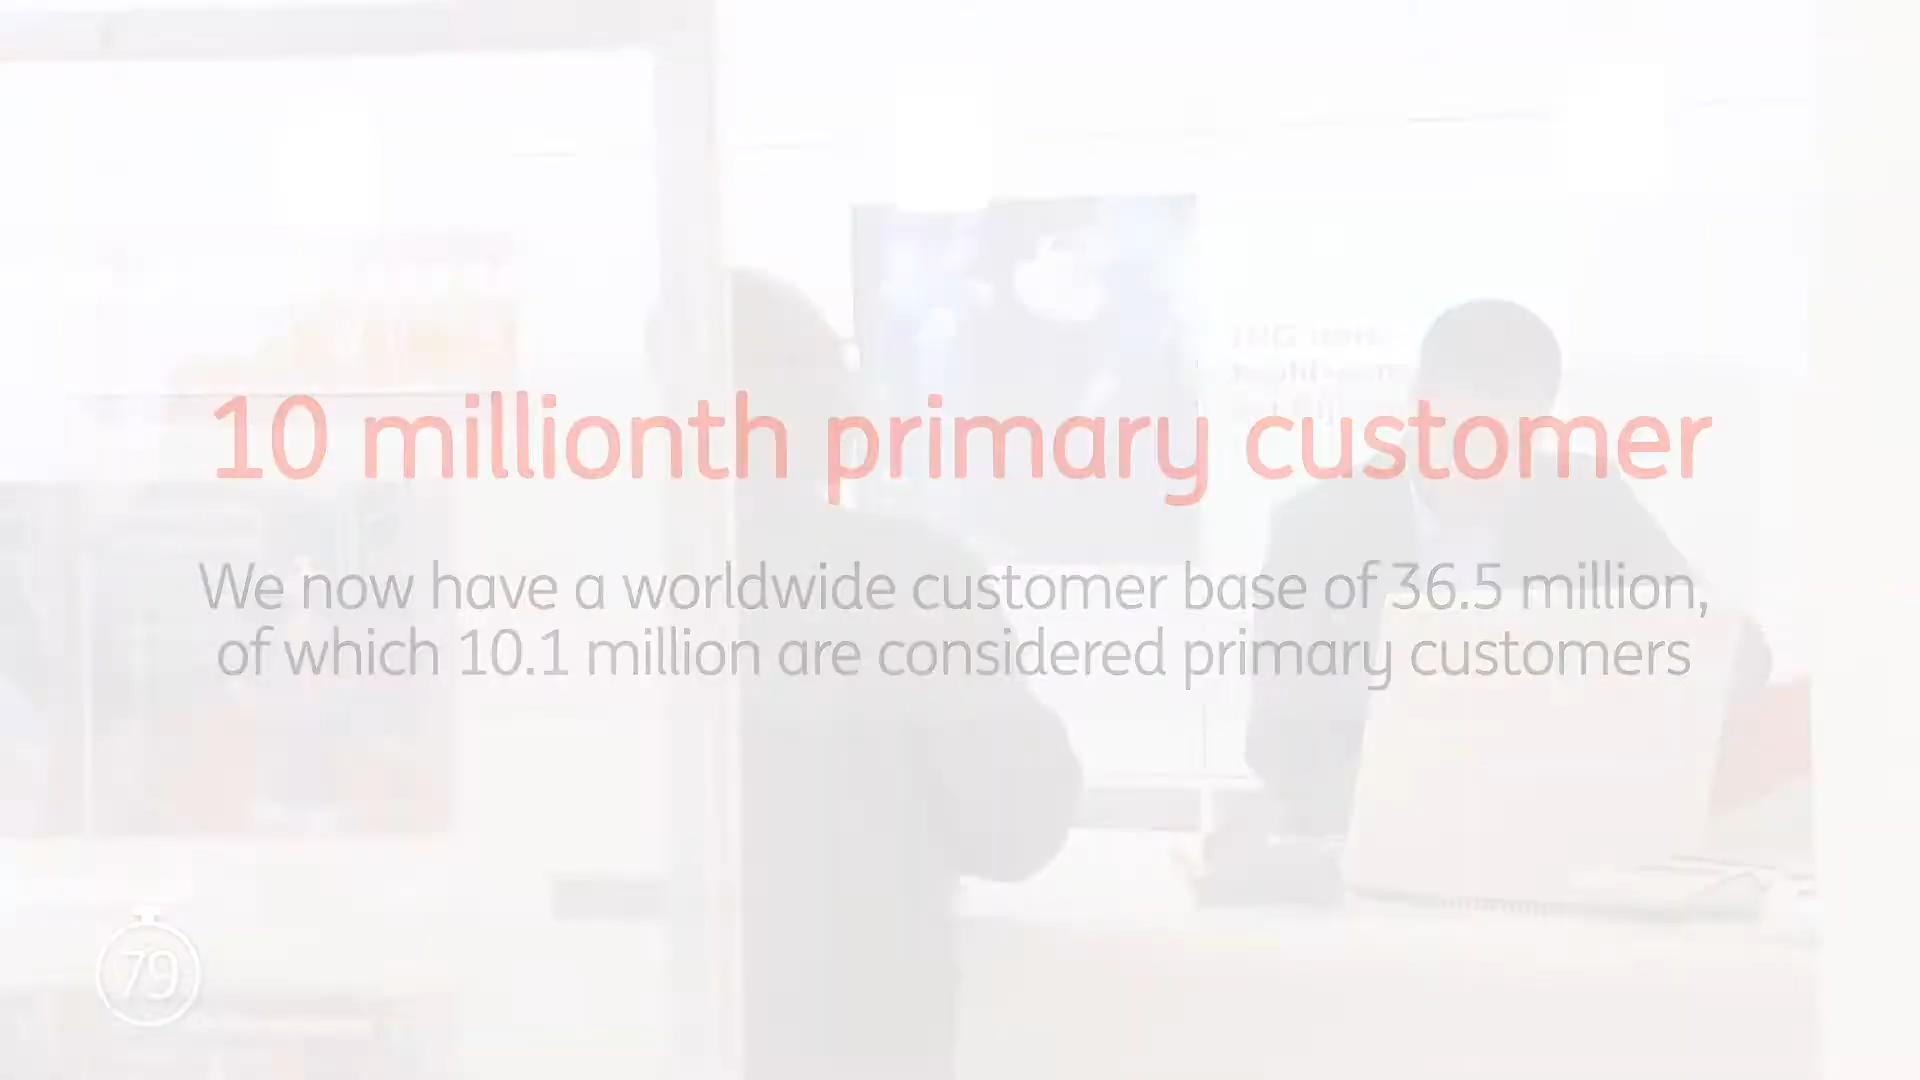 10 millionth primary customer
We now have a worldwide customer base of 36.5 million,
of which 10.1 million are considered primary customers
79